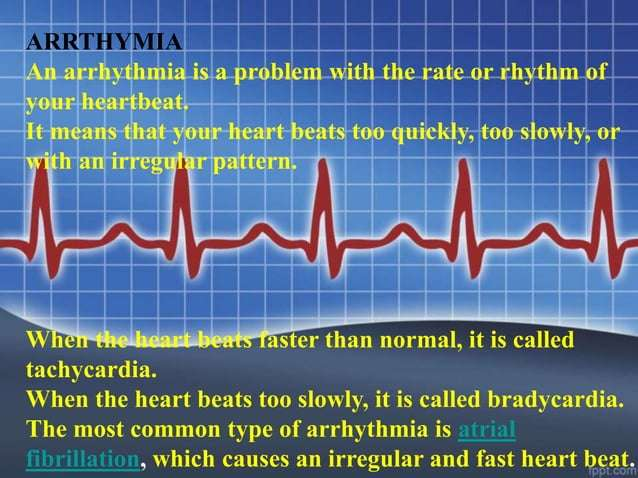 ARRTHYMIA
An arrhythmia is a problem with the rate or rhythm of
your heartbeat.
It means that your heart beats too quickly, too slowly, or
with an irregular pattern.
When the heart beats faster than normal, it is called
tachycardia.
When the heart beats too slowly, it is called bradycardia.
The most common type of arrhythmia is atrial
fibrillation, which causes an irregular and fast heart beat.
fppt.com